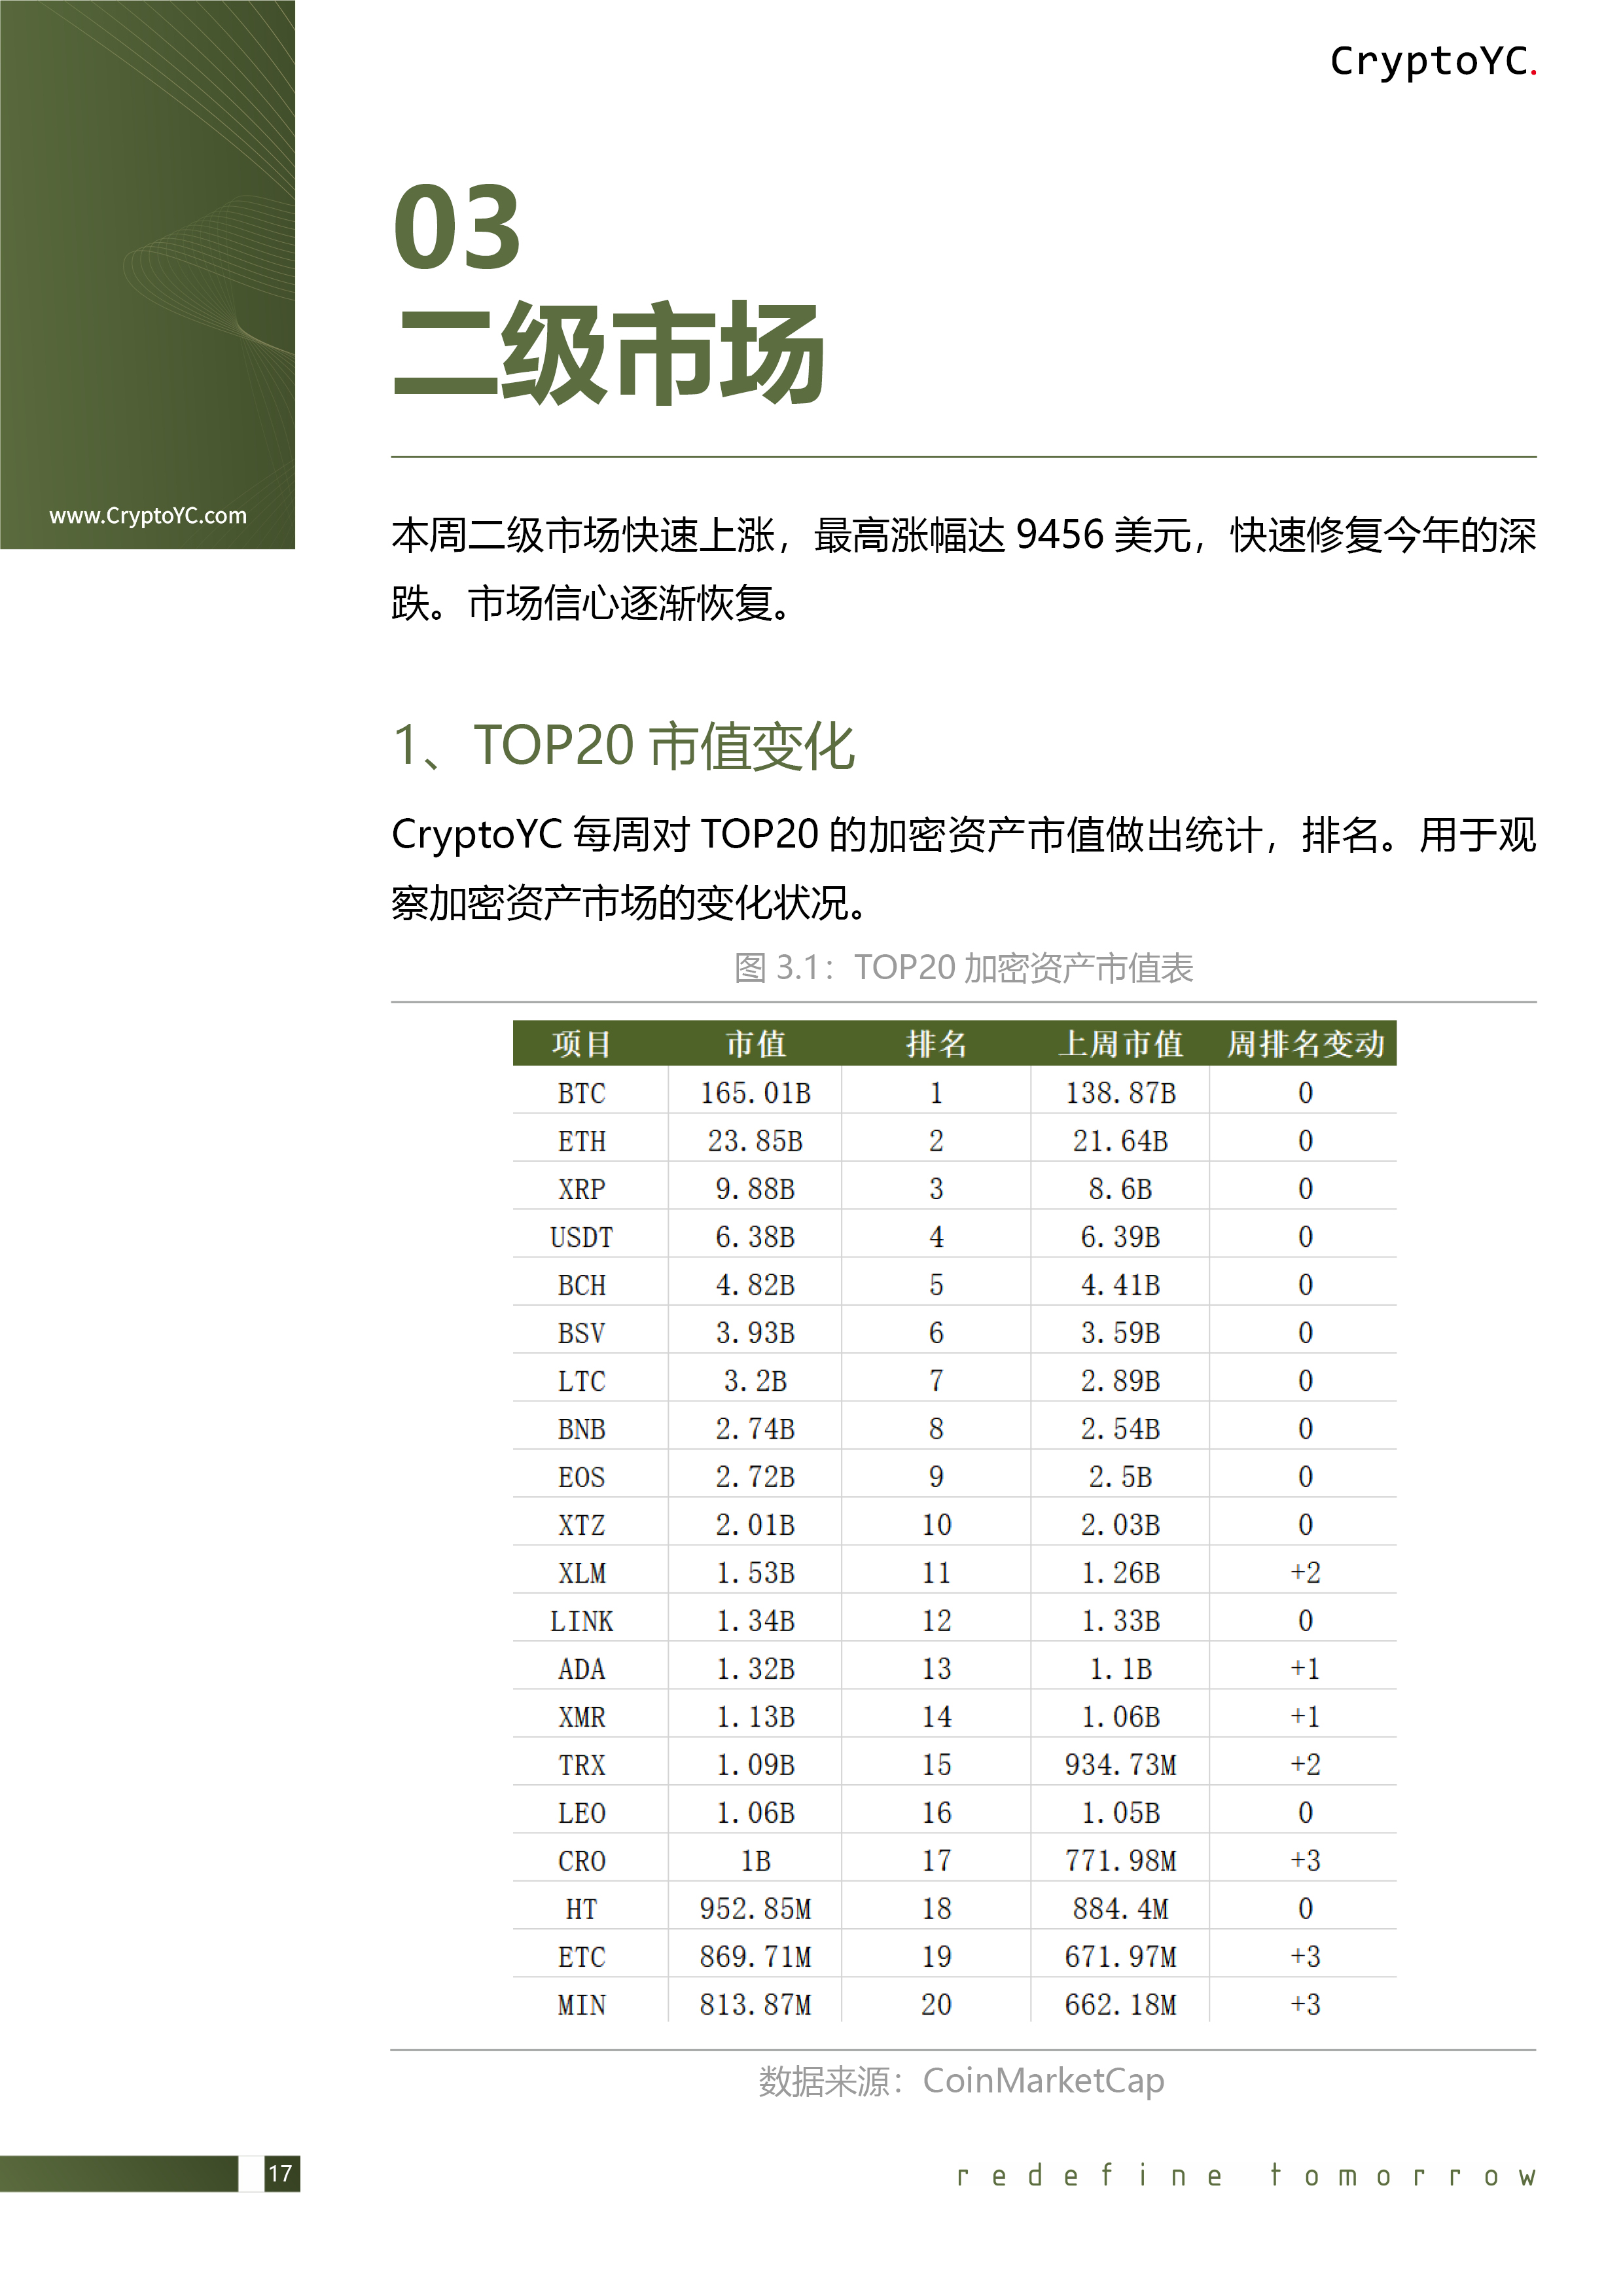 CryptoYC.
03
二级市场
www.CryptoYC.com
本周二级市场快速上涨，最高涨幅达 9456 美元，快速修复今年的深
跌。市场信心逐渐恢复。
1、TOP20 市值变化
CryptoYC 每周对 TOP20 的加密资产市值做出统计，排名。用于观
察加密资产市场的变化状况。
图 3.1：TOP20 加密资产市值表
项目 市值 排名 上周市值 周排名变动
BTC 165.01B 1 138.87B 0
ETH 23.85B 2 21.64B 0
XRP 9.88B 3 8.6B 0
USDT 6.38B 4 6.39B 0
BCH 4.82B 5 4.41B 0
BSV 3.93B 6 3.59B 0
LTC 3.2B 7 2.89B 0
BNB 2.74B 8 2.54B 0
EOS 2.72B 9 2.5B 0
XTZ 2.01B 10 2.03B 0
XLM 1.53B 11 1.26B +2
LINK 1.34B 12 1.33B 0
ADA 1.32B 13 1.1B +1
XMR 1.13B 14 1.06B +1
TRX 1.09B 15 934.73M +2
LEO 1.06B 16 1.05B 0
CRO 1B 17 771.98M +3
HT 952.85M 18 884.4M 0
ETC 869.71M 19 671.97M +3
MIN 813.87M 20 662.18M +3
数据来源：CoinMarketCap
17
redefine tomorrow